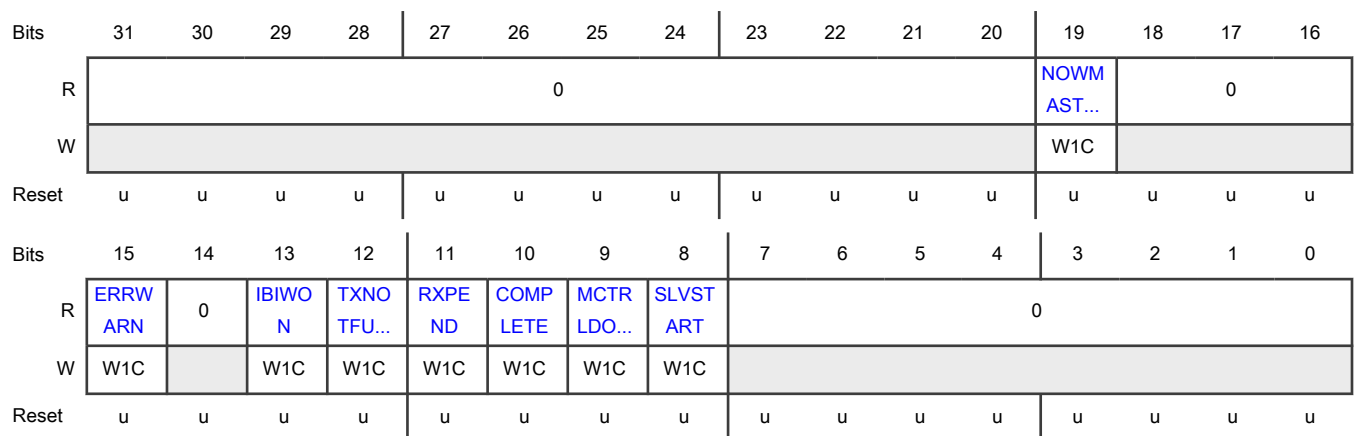 Bits 31 30 29 28 27 26 25 24 23 22 21 20 19 18 17 16
R 0 NOWM AST... 0
W W1C
Reset u u u u u u u u u u u u u u u u
Bits 15 14 13 12 11 10 9 8 7 6 5 4 3 2 1 0
R ERRW ARN 0 IBIWO N TXNO TFU... RXPE ND COMP LETE MCTR LDO... SLVST ART 0
W W1C W1C W1C W1C W1C W1C W1C
Reset u u u u u u u u u u u u u u u u